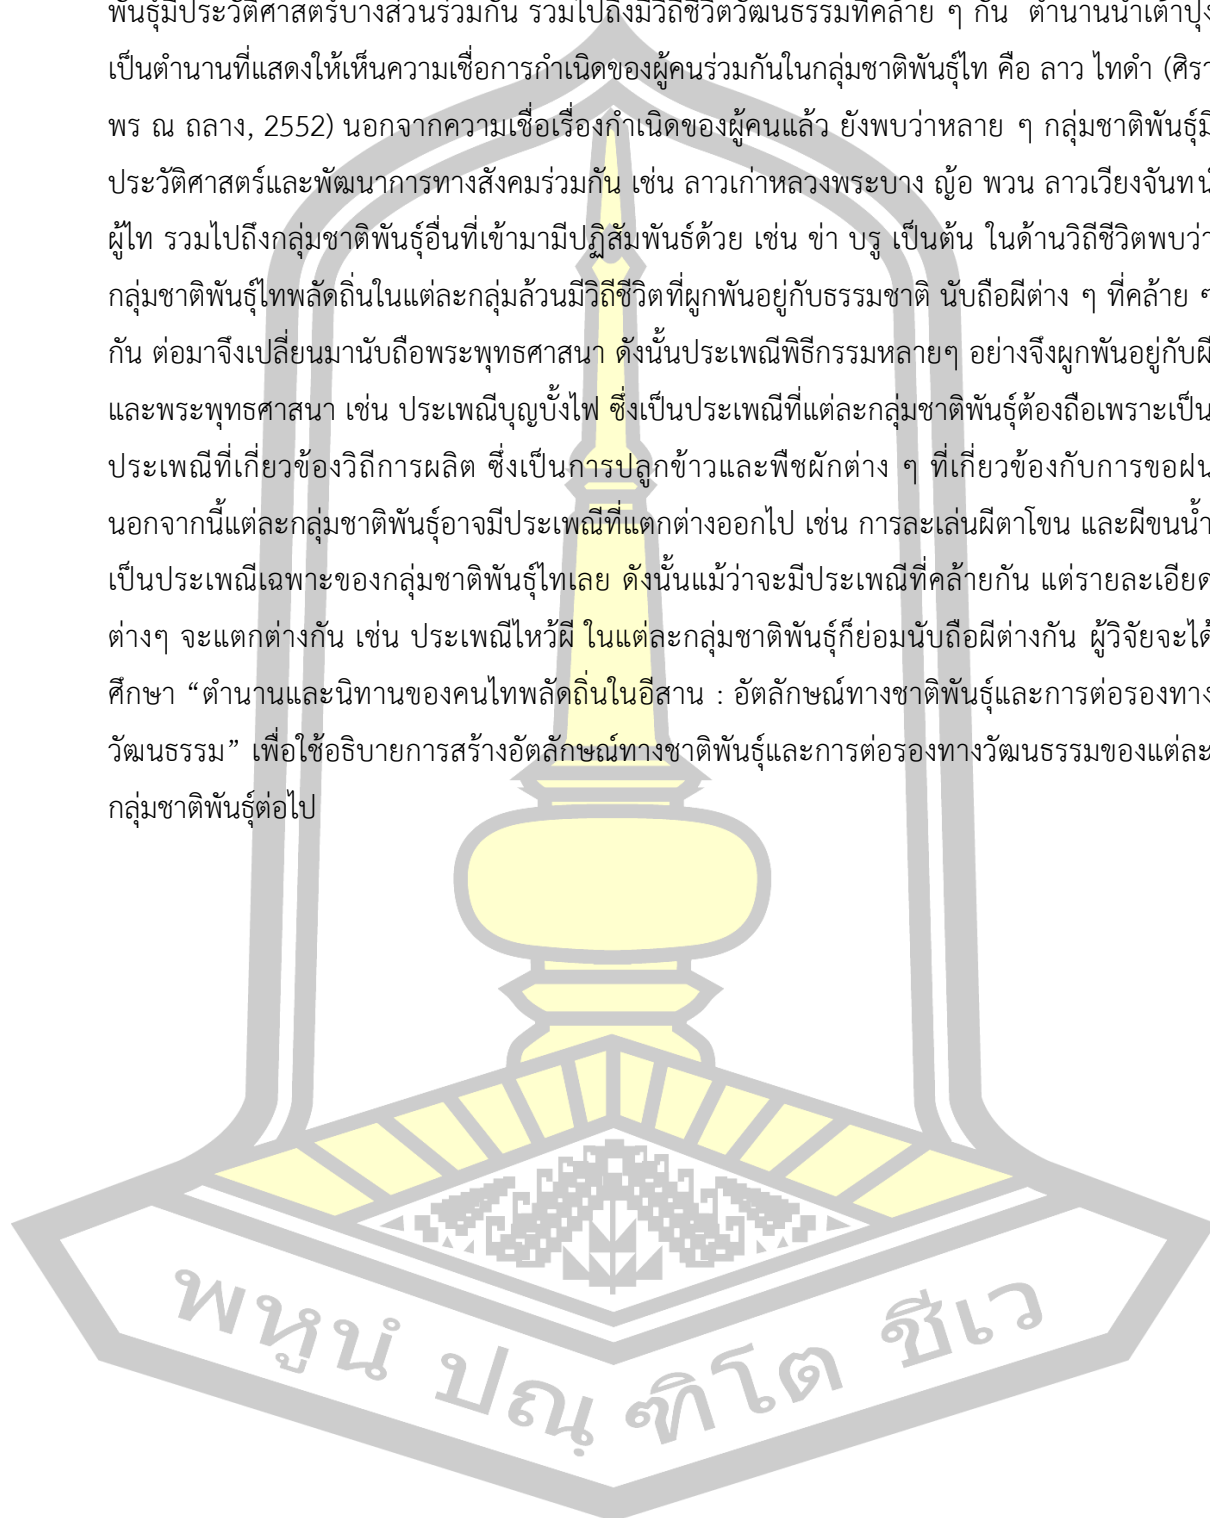 พันธุ์มีประวัติศาสตร์บางส่วนร่วมกัน รวมไปถึงมีวิถีชีวิตวัฒนธรรมที่คล้าย ๆ กัน ตำนานน้ำเต้าปุง
เป็นตำนานที่แสดงให้เห็นความเชื่อการกำเนิดของผู้คนร่วมกันในกลุ่มชาติพันธุ์ไท คือ ลาว ไทดำ (ศิรา
พร ณ ถลาง, 2552) นอกจากความเชื่อเรื่องกำเนิดของผู้คนแล้ว ยังพบว่าหลาย ๆ กลุ่มชาติพันธุ์มี
ประวัติศาสตร์และพัฒนาการทางสังคมร่วมกัน เช่น ลาวเก่าหลวงพระบาง ญ้อ พวน ลาวเวียงจันทน์
ผู้ไท รวมไปถึงกลุ่มชาติพันธุ์อื่นที่เข้ามามีปฏิสัมพันธ์ด้วย เช่น ข่า บรู เป็นต้น ในด้านวิถีชีวิตพบว่า
กลุ่มชาติพันธุ์ไทพลัดถิ่นในแต่ละกลุ่มล้วนมีวิถีชีวิตที่ผูกพันอยู่กับธรรมชาติ นับถือผีต่าง ๆ ที่คล้าย ๆ
กัน ต่อมาจึงเปลี่ยนมานับถือพระพุทธศาสนา ดังนั้นประเพณีพิธีกรรมหลายๆ อย่างจึงผูกพันอยู่กับผี
และพระพุทธศาสนา เช่น ประเพณีบุญบั้งไฟ ซึ่งเป็นประเพณีที่แต่ละกลุ่มชาติพันธุ์ต้องถือเพราะเป็น
ประเพณีที่เกี่ยวข้องวิถีการผลิต ซึ่งเป็นการปลูกข้าวและพืชผักต่าง ๆ ที่เกี่ยวข้องกับการขอฝน
นอกจากนี้แต่ละกลุ่มชาติพันธุ์อาจมีประเพณีที่แตกต่างออกไป เช่น การละเล่นผีตาโขน และผีขนน้ำ
เป็นประเพณีเฉพาะของกลุ่มชาติพันธุ์ไทเลย ดังนั้นแม้ว่าจะมีประเพณีที่คล้ายกัน แต่รายละเอียด
ต่างๆ จะแตกต่างกัน เช่น ประเพณีไหว้ผี ในแต่ละกลุ่มชาติพันธุ์ก็ย่อมนับถือผีต่างกัน ผู้วิจัยจะได้
ศึกษา “ตำนานและนิทานของคนไทพลัดถิ่นในอีสาน : อัตลักษณ์ทางชาติพันธุ์และการต่อรองทาง
วัฒนธรรม” เพื่อใช้อธิบายการสร้างอัตลักษณ์ทางชาติพันธุ์และการต่อรองทางวัฒนธรรมของแต่ละ
กลุ่มชาติพันธุ์ต่อไป
พหูนํ ปณฺฑิโต ชีเว